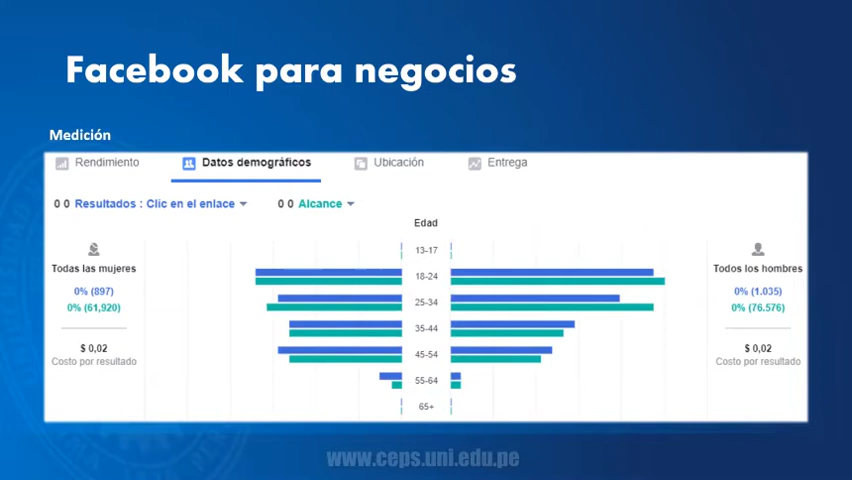 Facebook para negocios
Medición
Rendimiento Datos demográficos Ubicación Entrega
0 0 Resultados : Clic en el enlace 0 0 Alcance
Edad
Todas las mujeres
0% (897)
0% (61,920)
$ 0,02
Costo por resultado
13-17
18-24
25-34
35-44
45-54
55-64
65+
Todos los hombres
0% (1.035)
0% (76.576)
$ 0,02
Costo por resultado
www.ceps.uni.edu.pe